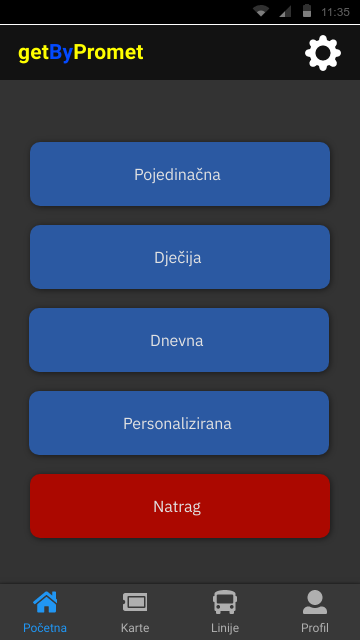 11:35
getByPromet
Pojedinačna
Dječija
Dnevna
Personalizirana
Natrag
Početna Karte Linije Profil